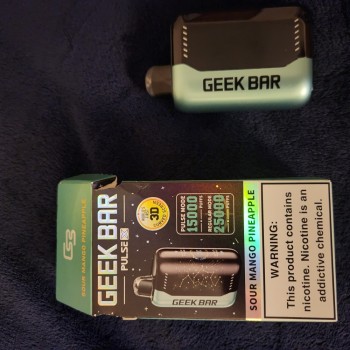 GEEK BAR
SOUR MANGO PINEAPPLE
GEEK BAR
PULSE X
3D
PULSE MODE
15000
PUFFS
REGULAR MODE
25000
GEEK BAR
SOUR MANGO PINEAPPLE
WARNING:
This product contains
nicotine. Nicotine is an
addictive chemical.